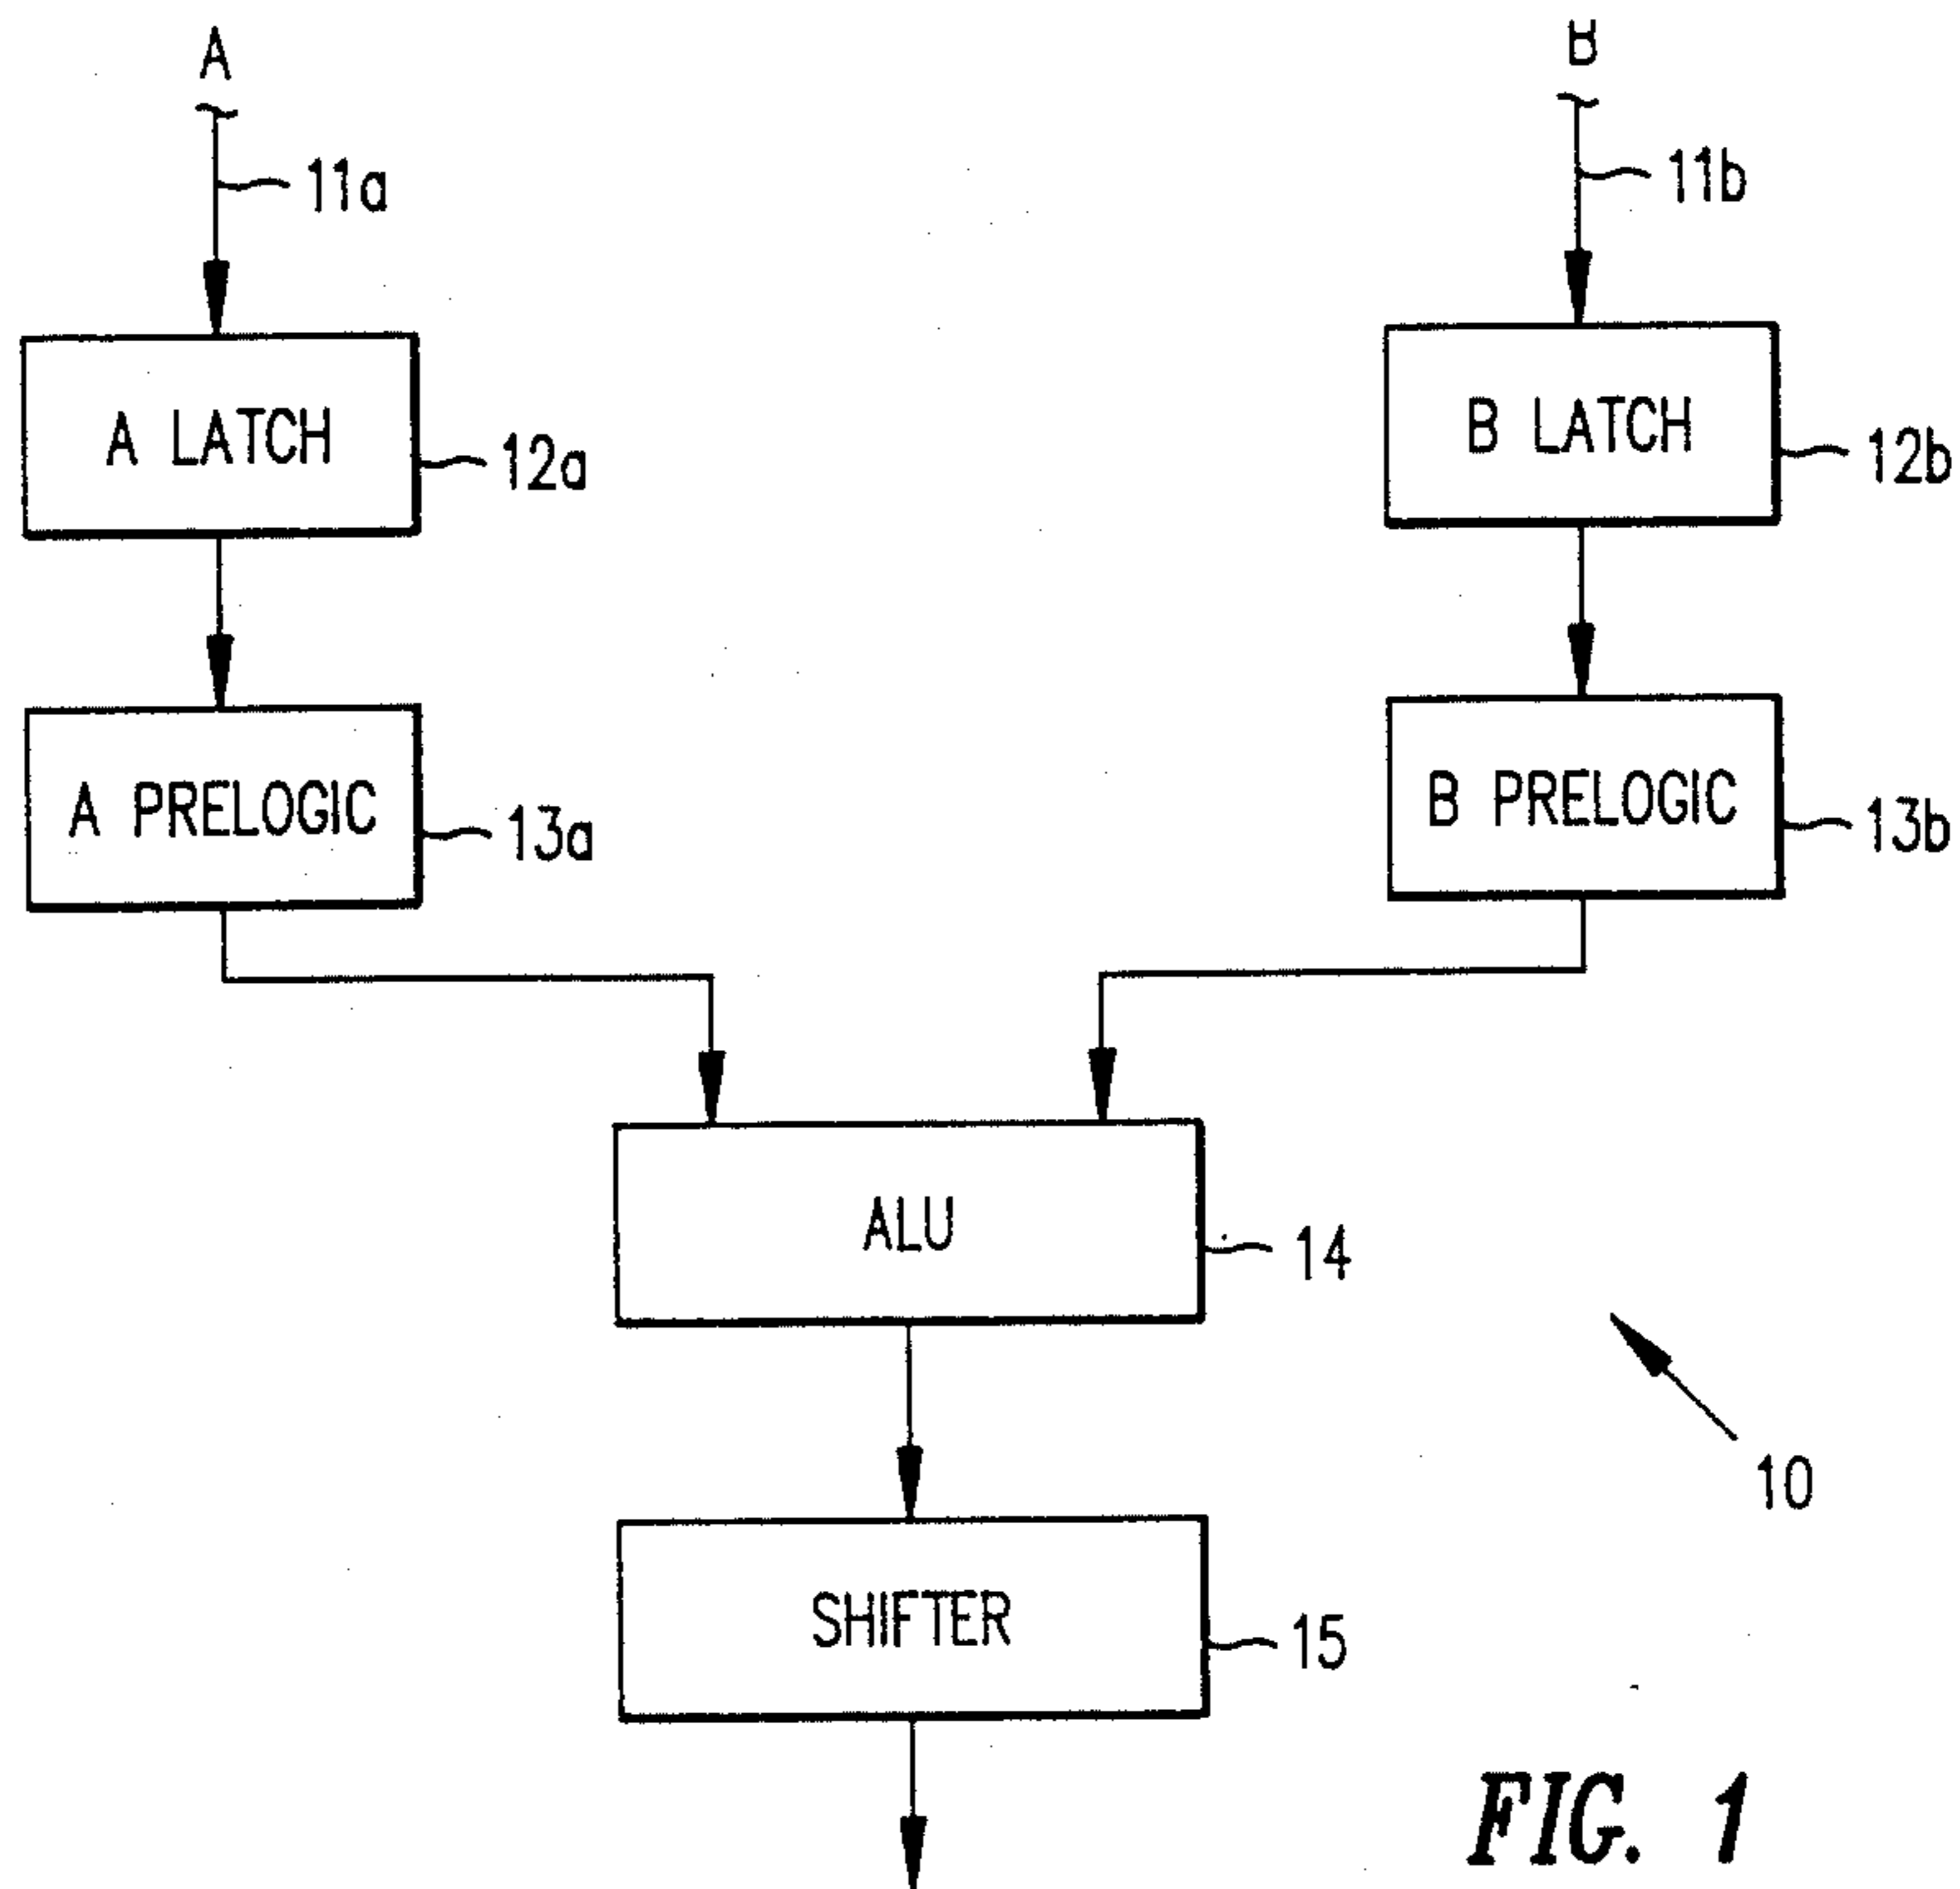 A
B
11a
11b
A LATCH
12a
B LATCH
12b
A PRELOGIC
13a
B PRELOGIC
13b
ALU
14
10
SHIFTER
15
FIG. 1